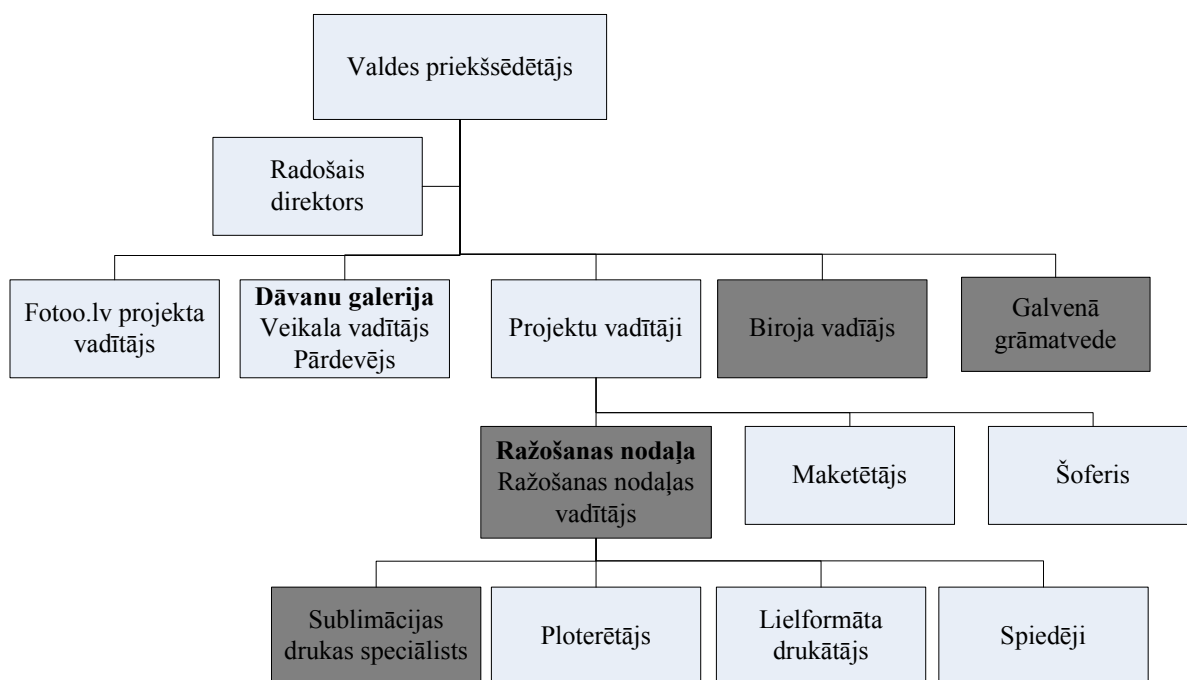 Valdes priekšsēdētājs
Radošais
direktors
Fotoo.lv projekta
vadītājs
Dāvanu galerija
Veikala vadītājs
Pārdevējs
Projektu vadītāji
Biroja vadīājs
Galvenā
grāmatvede
Ražošanas nodaļa
Ražošanas nodaļas
vadītājs
Maketētājs
Šoferis
Sublimācijas
drukas speciālists
Ploterētājs
Lielformāta
drukātājs
Spiedēji